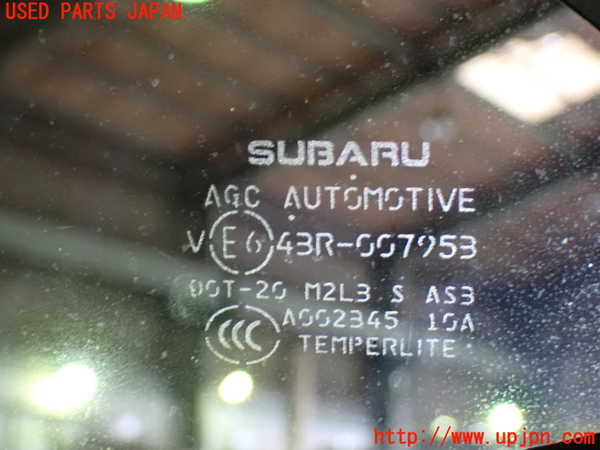 USED PARTS JAPAN
SUBARU
AGC AUTOMOTIVE
V E6 43R-007953
DOT-20 M2L3 S AS3
CCC A002345 10A
TEMPERLITE
http://www.upjpn.com